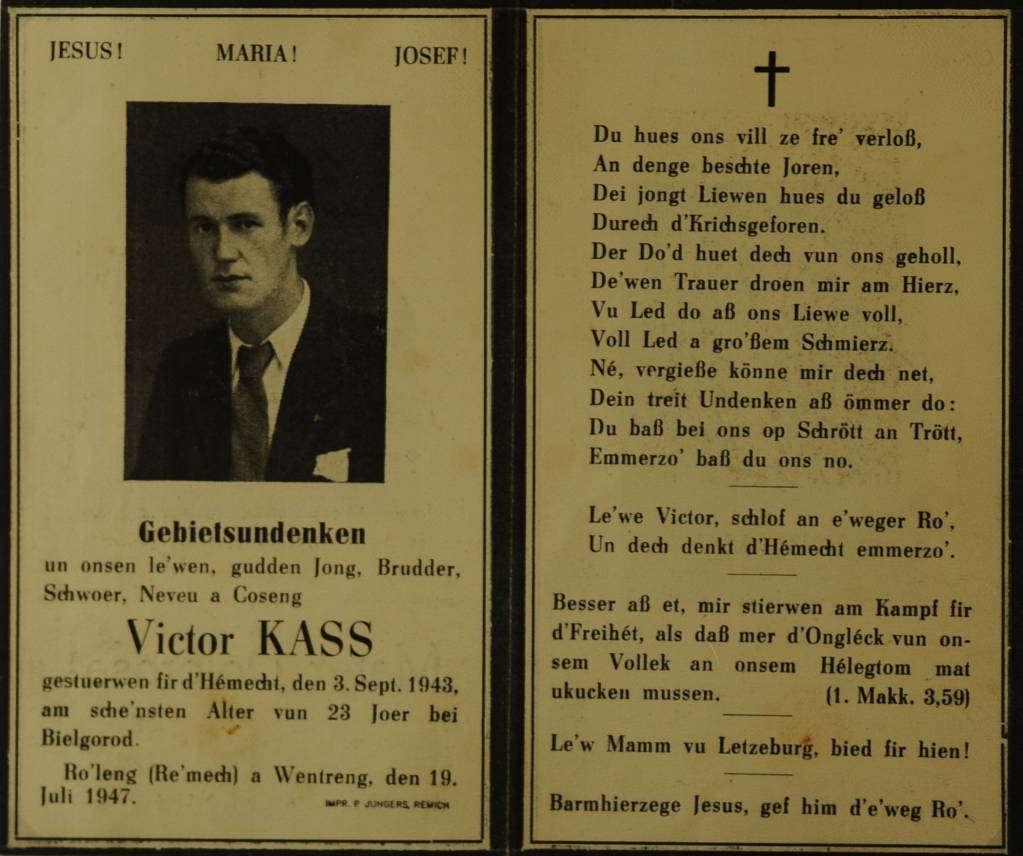 JESUS! MARIA! JOSEF!
Gebietsundenken
un onsen le'wen, gudden Jong, Brudder,
Schwoer, Neveu a Coseng
Victor KASS
gestuerwen fir d'Hémecht, den 3. Sept. 1943,
am sche'nsten Alter vun 23 Joer bei
Bielgorod.
Ro'leng (Re'mech) a Wentreng, den 19.
Juli 1947.
IMPR. P. JUNGERS, REMICH
Du hues ons vill ze fre' verloß,
An denge beschte Joren,
Dei jongt Liewen hues du geloß
Durech d'Krichsgeforen.
Der Do'd huet dech vun ons geholl,
De'wen Trauer droen mir am Hierz,
Vu Led do aß ons Liewe voll,
Voll Led a gro'ßem Schmierz.
Né, vergieße könne mir dech net,
Dein treit Undenken aß ömmer do:
Du baß bei ons op Schrött an Trött,
Emmerzo' baß du ons no.
Le'we Victor, schlof an e'weger Ro',
Un dech denkt d'Hémecht emmerzo'.
Besser aß et, mir stierwen am Kampf fir
d'Freihét, als daß mer d'Ongléck vun on-
sem Vollek an onsem Hélegtom mat
ukucken mussen. (1. Makk. 3,59)
Le'w Mamm vu Letzeburg, bied fir hien!
Barmhierzege Jesus, gef him d'e'weg Ro'.